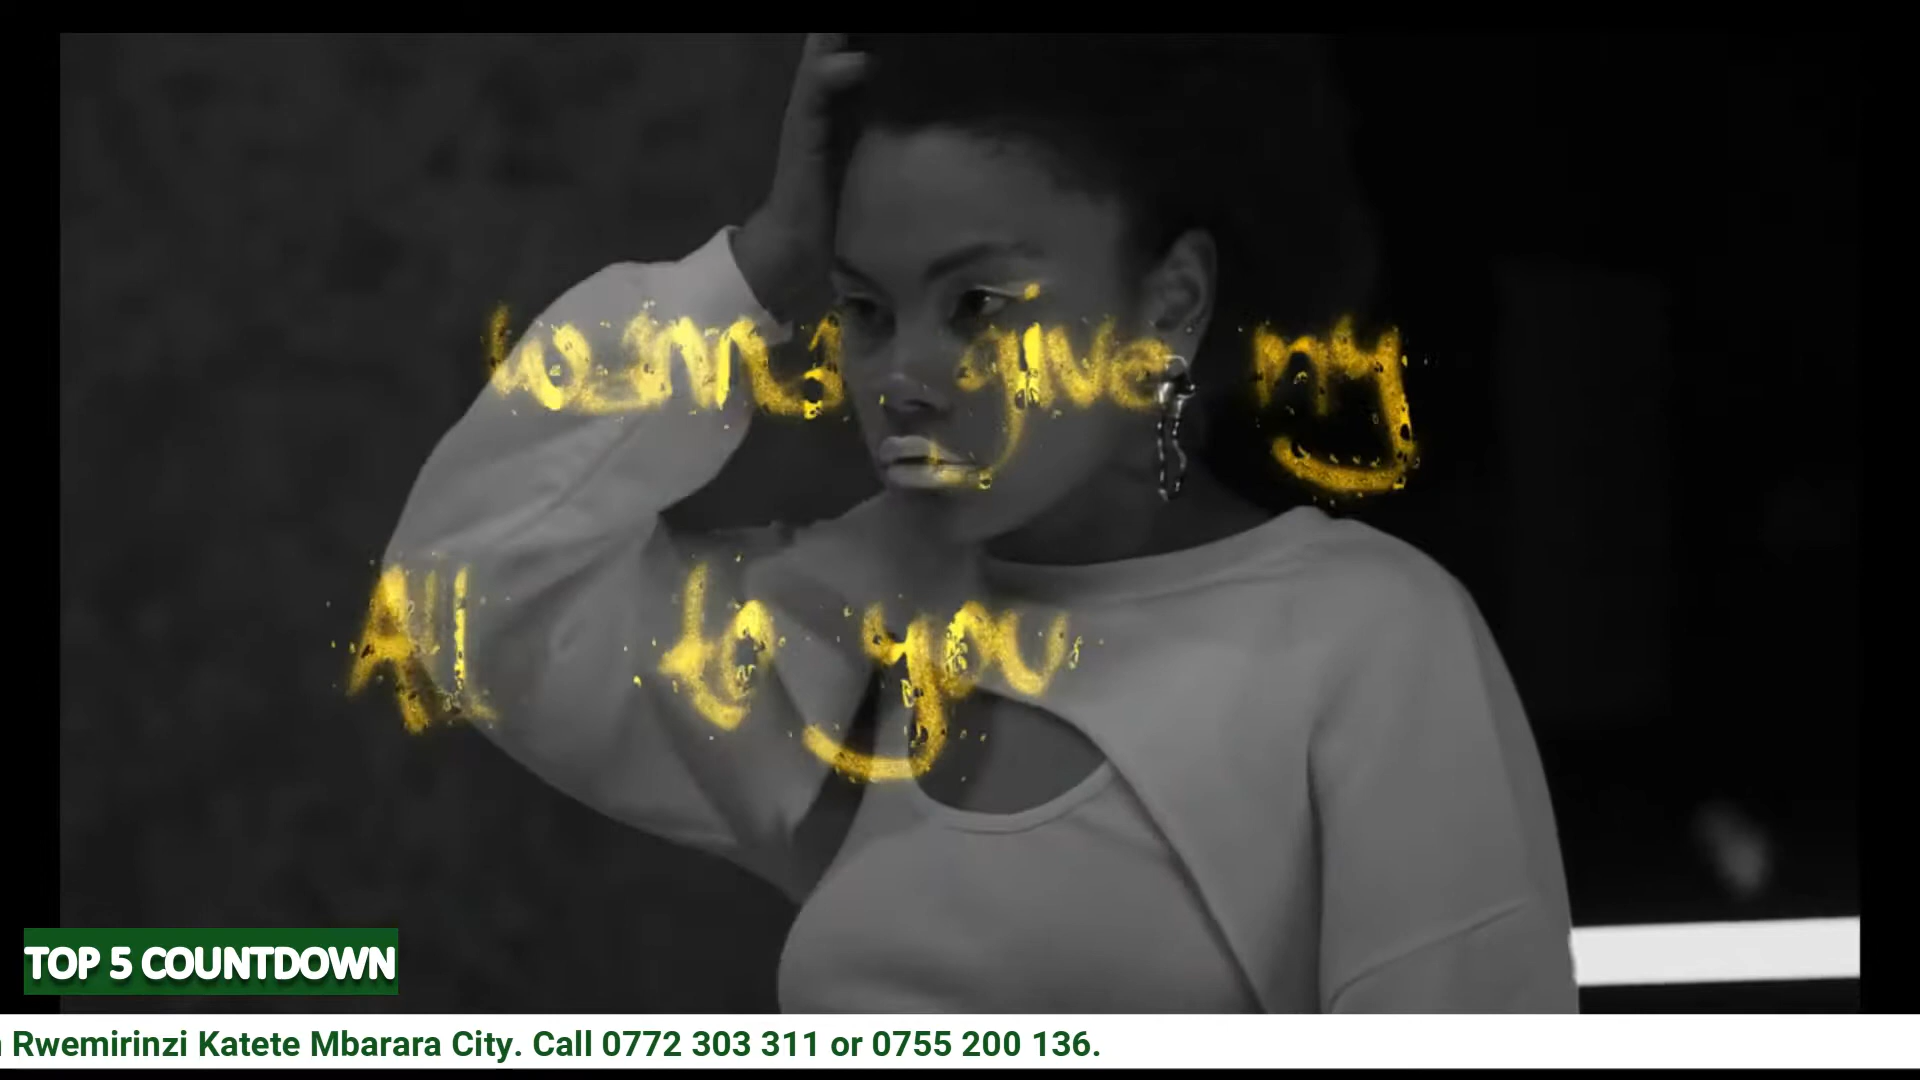 give my
All to you
TOP 5 COUNTDOWN
Rwemirinzi Katete Mbarara City. Call 0772 303 311 or 0755 200 136.